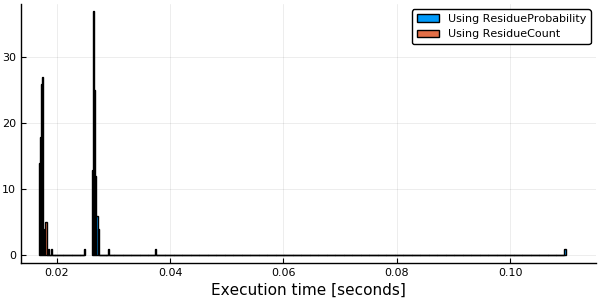 Using ResidueProbability
Using ResidueCount
30
20
10
0
0.02 0.04 0.06 0.08 0.10
Execution time [seconds]